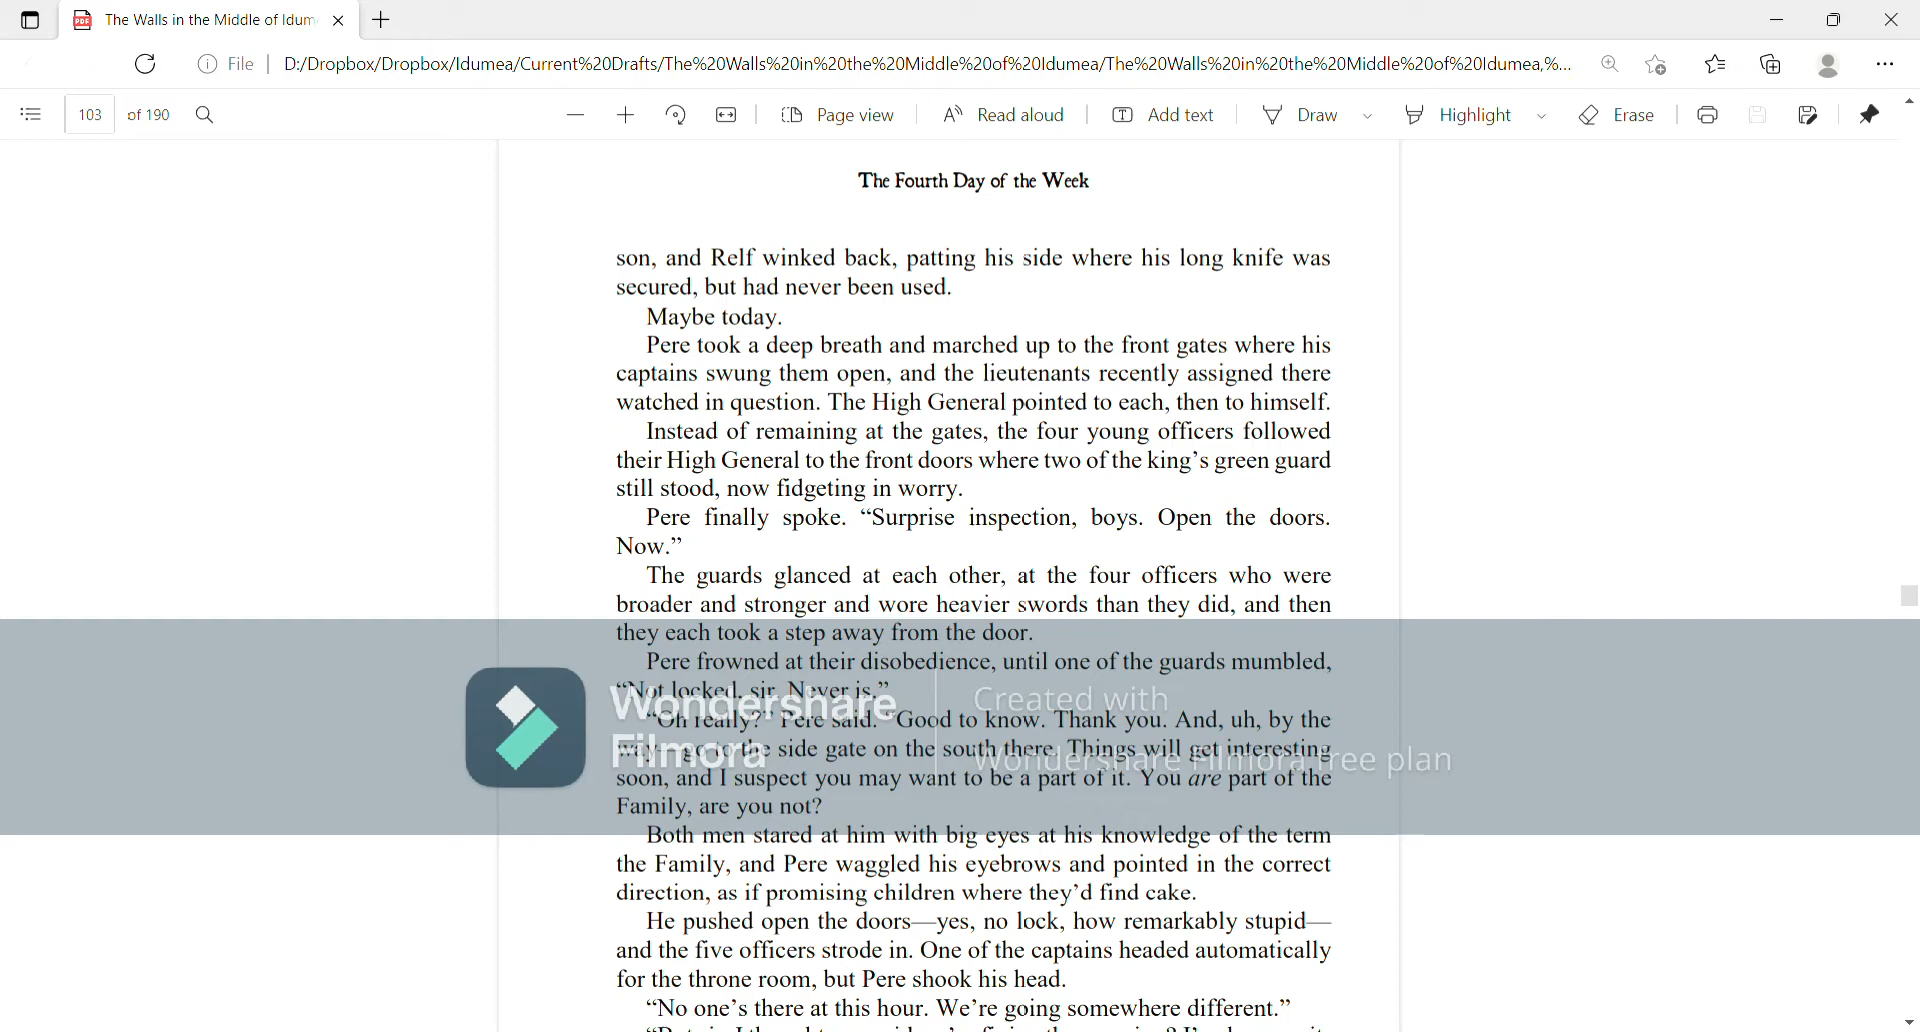 The Walls in the Middle of Idum
File
D:/Dropbox/Dropbox/Idumea/Current%20Drafts/The%20Walls%20in%20the%20Middle%20of%20Idumea/The%20Walls%20in%20the%20Middle%20of%20Idumea,%...
103 of 190 Page view Read aloud Add text Draw Highlight Erase
The Fourth Day of the Week
son, and Relf winked back, patting his side where his long knife was
secured, but had never been used.
Maybe today.
Pere took a deep breath and marched up to the front gates where his
captains swung them open, and the lieutenants recently assigned there
watched in question. The High General pointed to each, then to himself.
Instead of remaining at the gates, the four young officers followed
their High General to the front doors where two of the king’s green guard
still stood, now fidgeting in worry.
Pere finally spoke. “Surprise inspection, boys. Open the doors.
Now.”
The guards glanced at each other, at the four officers who were
broader and stronger and wore heavier swords than they did, and then
they each took a step away from the door.
Pere frowned at their disobedience, until one of the guards mumbled,
“Not locked, sir. Never is.”
“Oh really?” Pere said. “Good to know. Thank you. And, uh, by the
way—go to the side gate on the south there. Things will get interesting
soon, and I suspect you may want to be a part of it. You are part of the
Family, are you not?
Both men stared at him with big eyes at his knowledge of the term
the Family, and Pere waggled his eyebrows and pointed in the correct
direction, as if promising children where they’d find cake.
He pushed open the doors—yes, no lock, how remarkably stupid—
and the five officers strode in. One of the captains headed automatically
for the throne room, but Pere shook his head.
“No one’s there at this hour. We’re going somewhere different.”
Wondershare
Filmora
Created with
Wondershare Filmora free plan